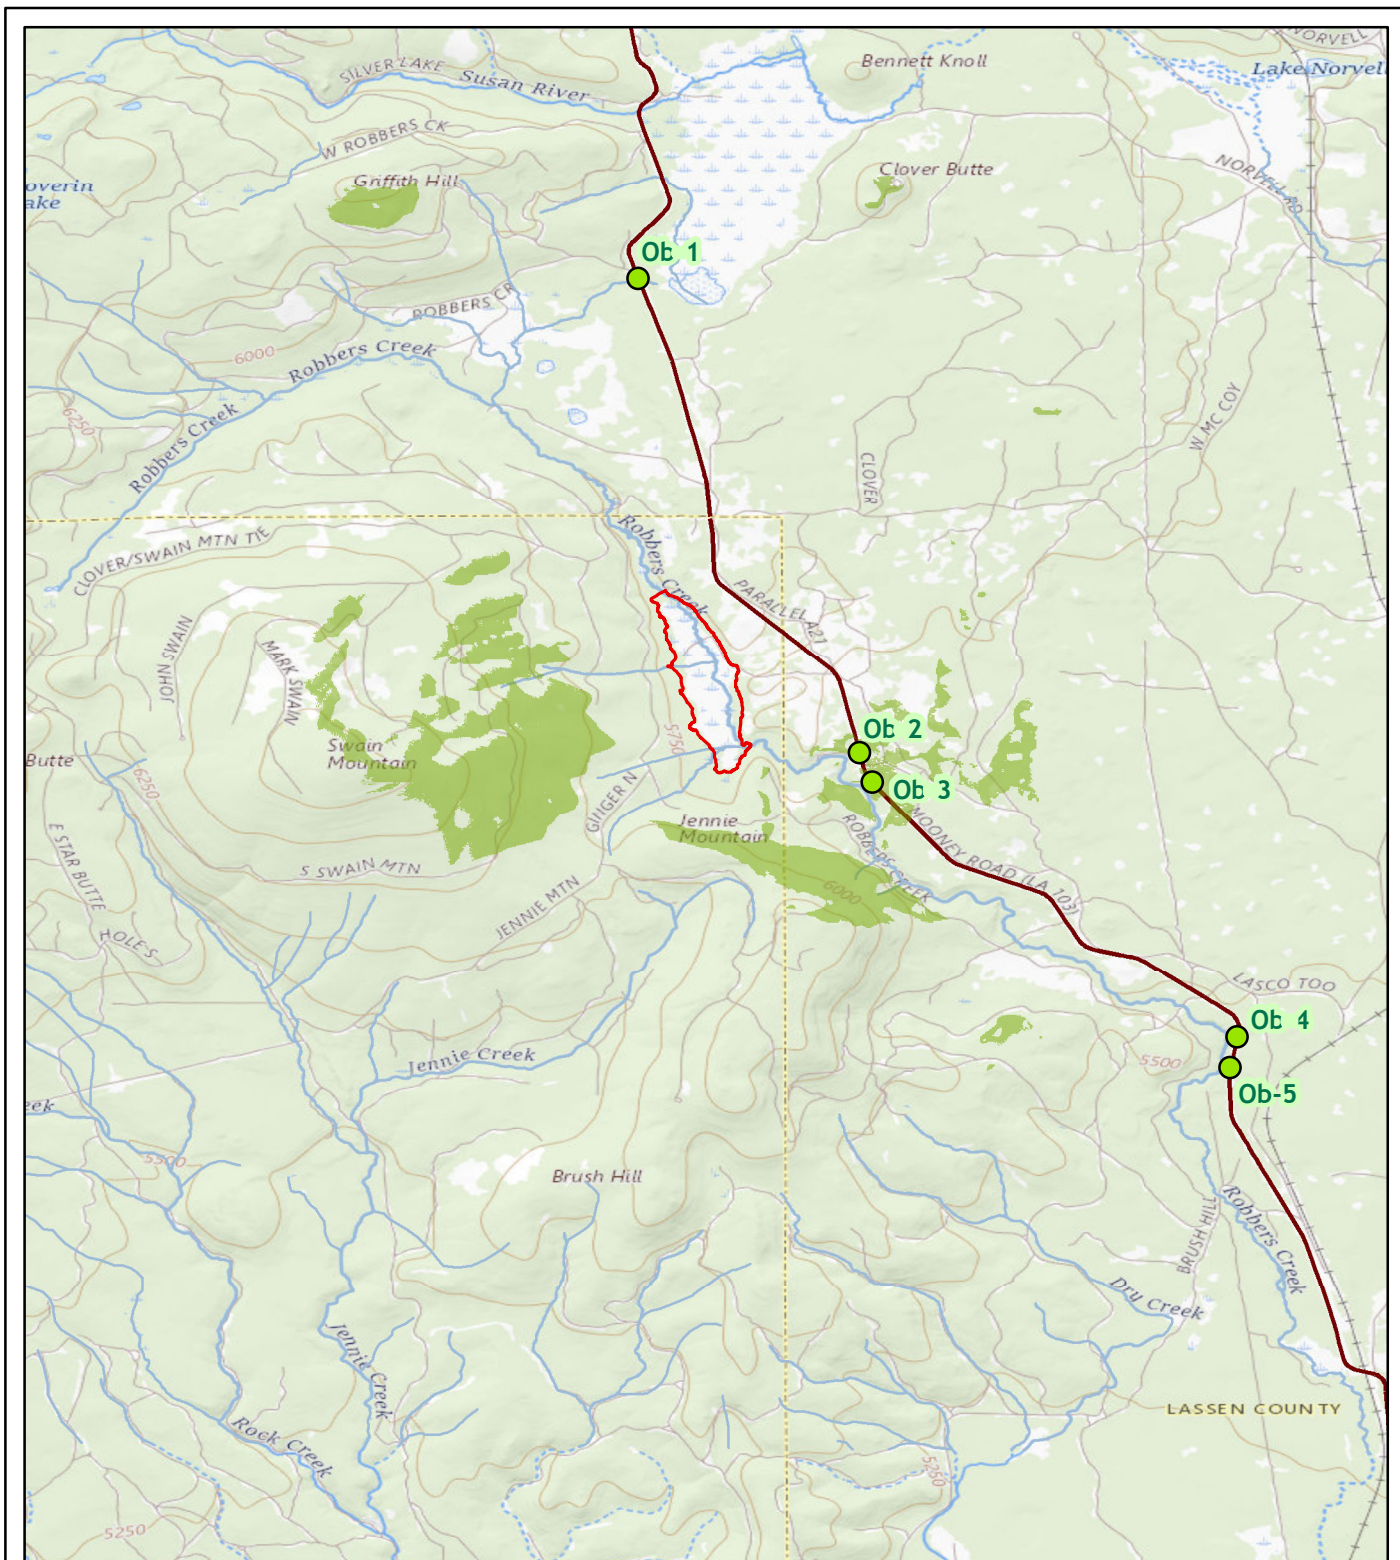 NORVELL
Bennett Knoll
SILVER LAKE
Susan River
Lake Norvell
W ROBBERS CK
Griffith Hill
Clover Butte
NORVELL RD
overin
ake
Ob-1
ROBBERS CR
6000
Robbers Creek
6250
Robbers Creek
W MC COY
CLOVER
Robbers Creek
CLOVER/SWAIN MTN TIE
PARALLEL A21
JOHN SWAIN
MARK SWAIN
5750
Ob-2
Swain
Mountain
Butte
6250
Ob-3
GINGER N
Jennie
Mountain
MOONEY ROAD (LA 103)
ROBBERS CREEK
E STAR BUTTE
S SWAIN MTN
6000
JENNIE MTN
HOLE'S
LASCO TOO
Ob-4
Jennie Creek
5500
Ob-5
eek
5500
Brush Hill
BRUSH HILL
Robbers Creek
Dry Creek
Jennie Creek
LASSEN COUNTY
Rock Creek
5250
5250